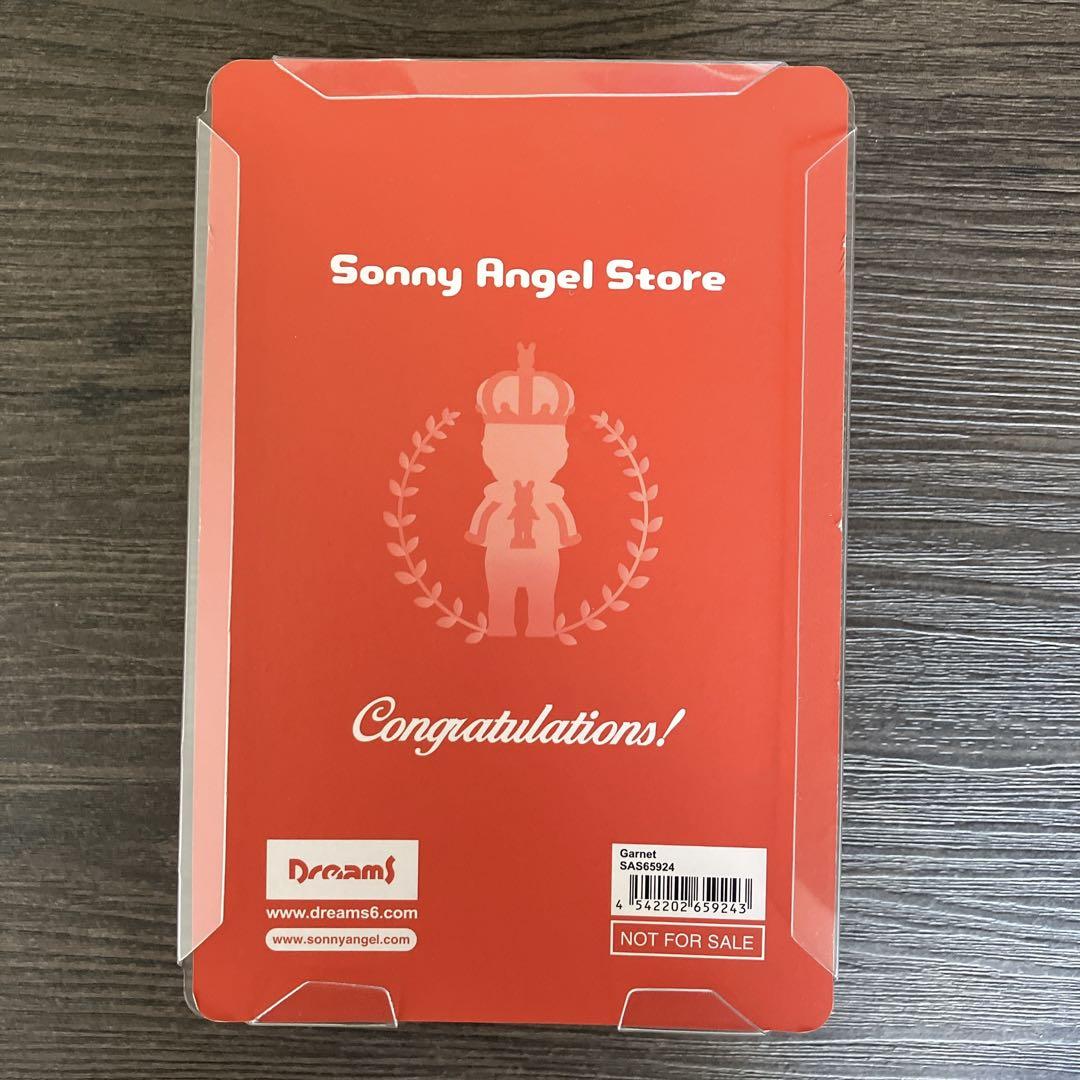 Sonny Angel Store
Congratulations!
Dreams
www.dreams6.com
www.sonnyangel.com
Garnet
SAS65924
4 542202 659243
NOT FOR SALE